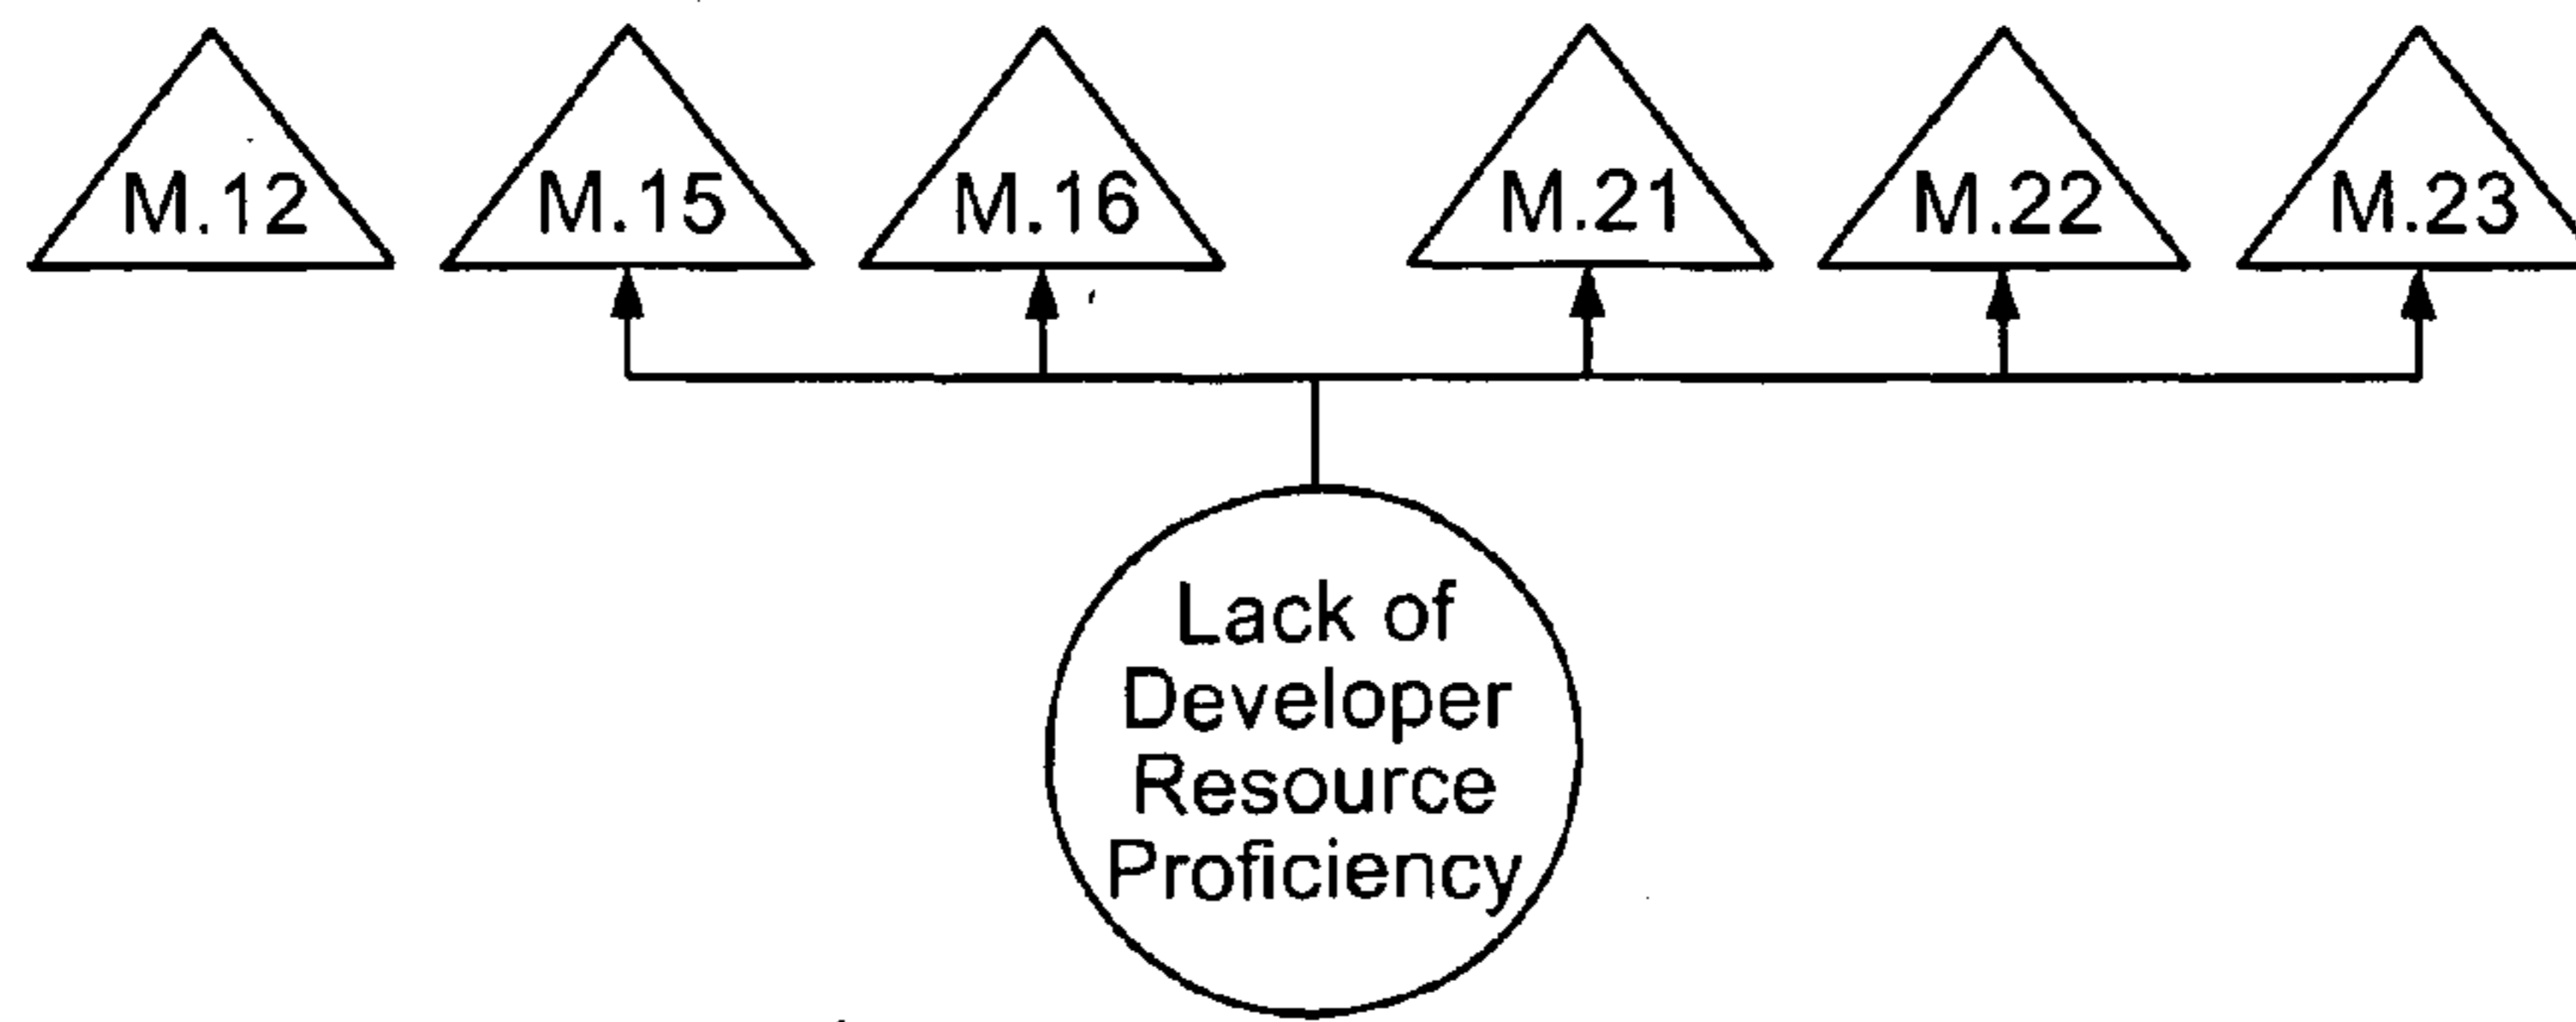 M.12 M.15 M.16 M.21 M.22 M.23
Lack of
Developer
Resource
Proficiency